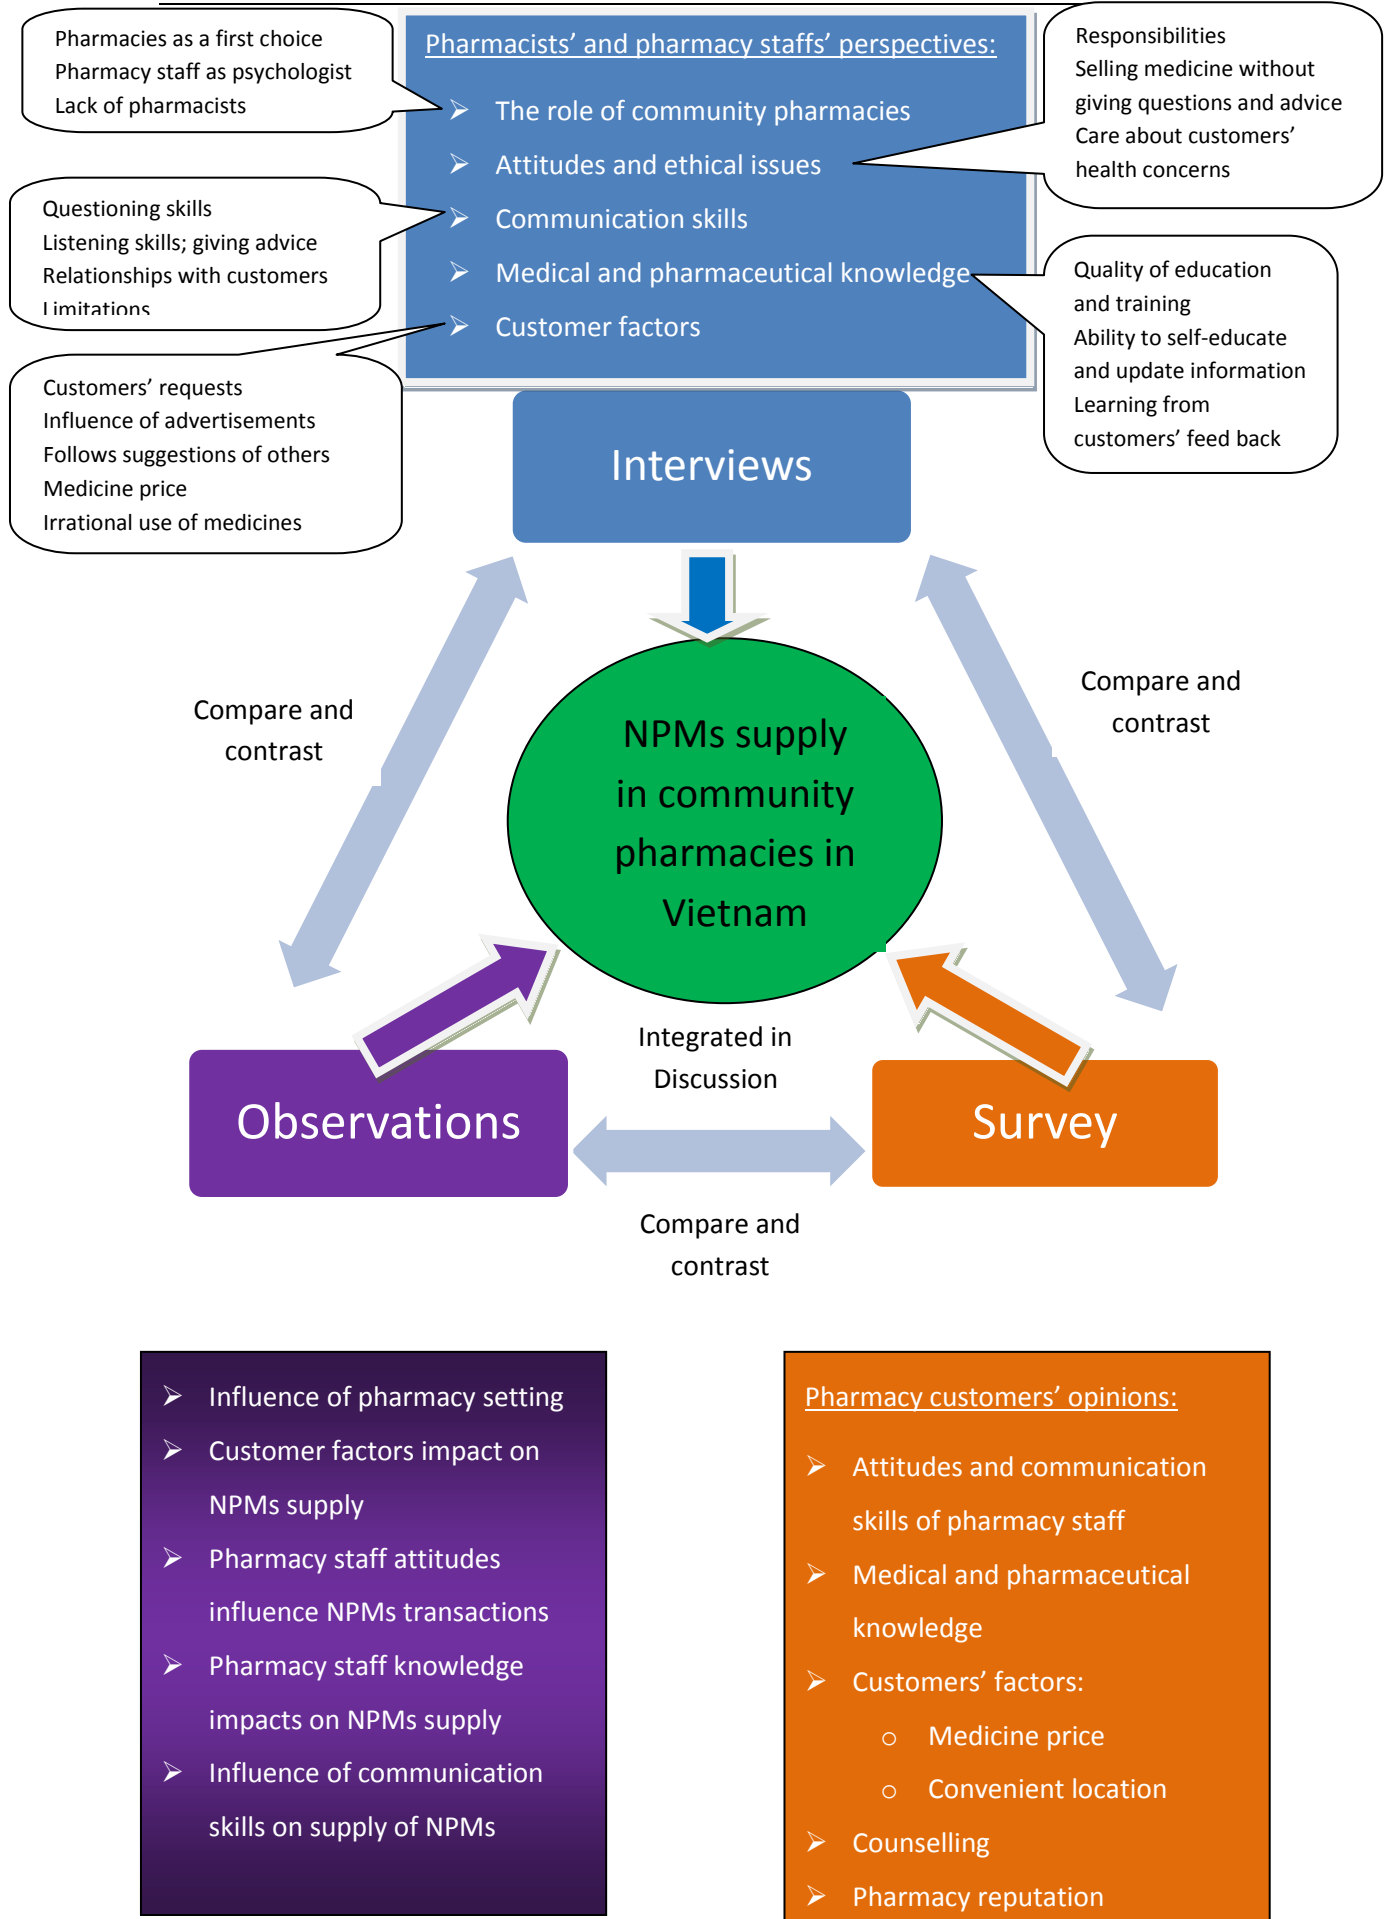 Pharmacies as a first choice
Pharmacy staff as psychologist
Lack of pharmacists
Pharmacists’ and pharmacy staffs’ perspectives:
➢ The role of community pharmacies
➢ Attitudes and ethical issues
➢ Communication skills
➢ Medical and pharmaceutical knowledge
➢ Customer factors
Responsibilities
Selling medicine without
giving questions and advice
Care about customers’
health concerns
Questioning skills
Listening skills; giving advice
Relationships with customers
Limitations
Quality of education
and training
Ability to self-educate
and update information
Learning from
customers’ feed back
Customers’ requests
Influence of advertisements
Follows suggestions of others
Medicine price
Irrational use of medicines
Interviews
Compare and
contrast
Compare and
contrast
NPMs supply
in community
pharmacies in
Vietnam
Integrated in
Discussion
Observations
Survey
Compare and
contrast
➢ Influence of pharmacy setting
➢ Customer factors impact on
NPMs supply
➢ Pharmacy staff attitudes
influence NPMs transactions
➢ Pharmacy staff knowledge
impacts on NPMs supply
➢ Influence of communication
skills on supply of NPMs
Pharmacy customers’ opinions:
➢ Attitudes and communication
skills of pharmacy staff
➢ Medical and pharmaceutical
knowledge
➢ Customers’ factors:
o Medicine price
o Convenient location
➢ Counselling
➢ Pharmacy reputation